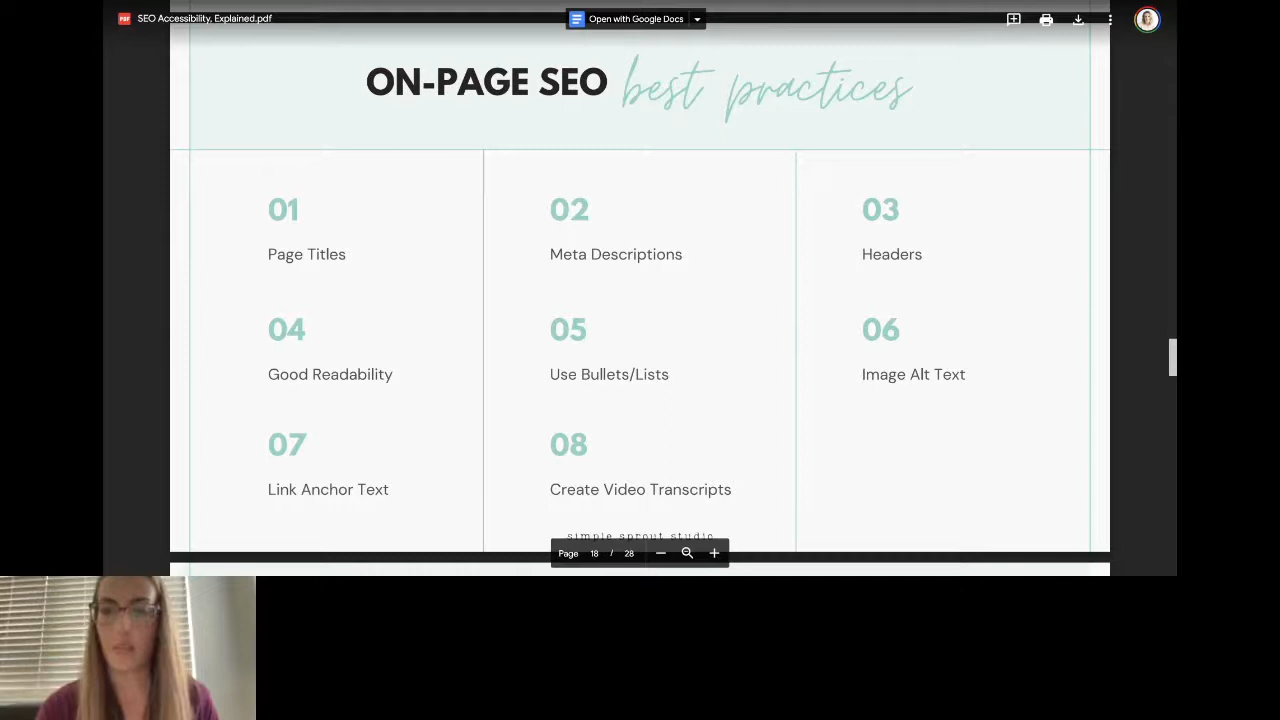 SEO Accessibility, Explained.pdf
Open with Google Docs
ON-PAGE SEO best practices
01
Page Titles
02
Meta Descriptions
03
Headers
04
Good Readability
05
Use Bullets/Lists
06
Image Alt Text
07
Link Anchor Text
08
Create Video Transcripts
simple sprout studio
Page 18 / 28